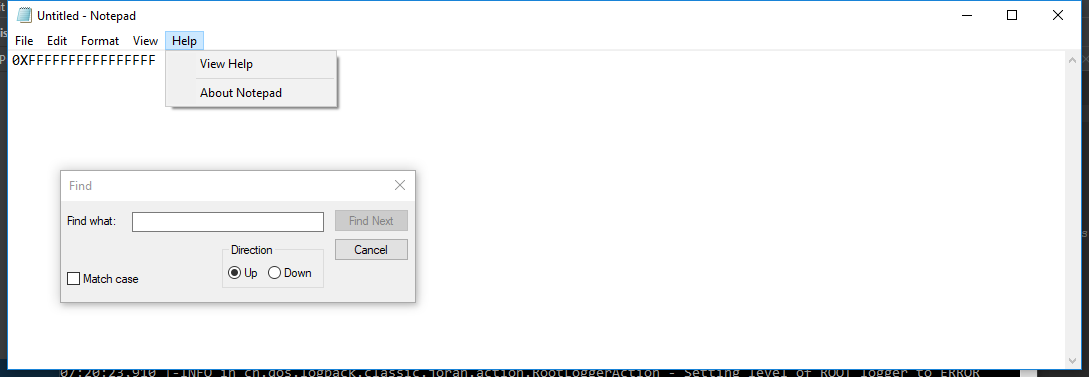 Untitled - Notepad
File Edit Format View Help
0XFFFFFFFFFFFFFFFF
View Help
About Notepad
Find
Find what:
Find Next
Cancel
Direction
Up Down
Match case
07:20:23.910 |-INFO in ch.qos.logback.classic.joran.action.RootLoggerAction - Setting level of ROOT logger to ERROR